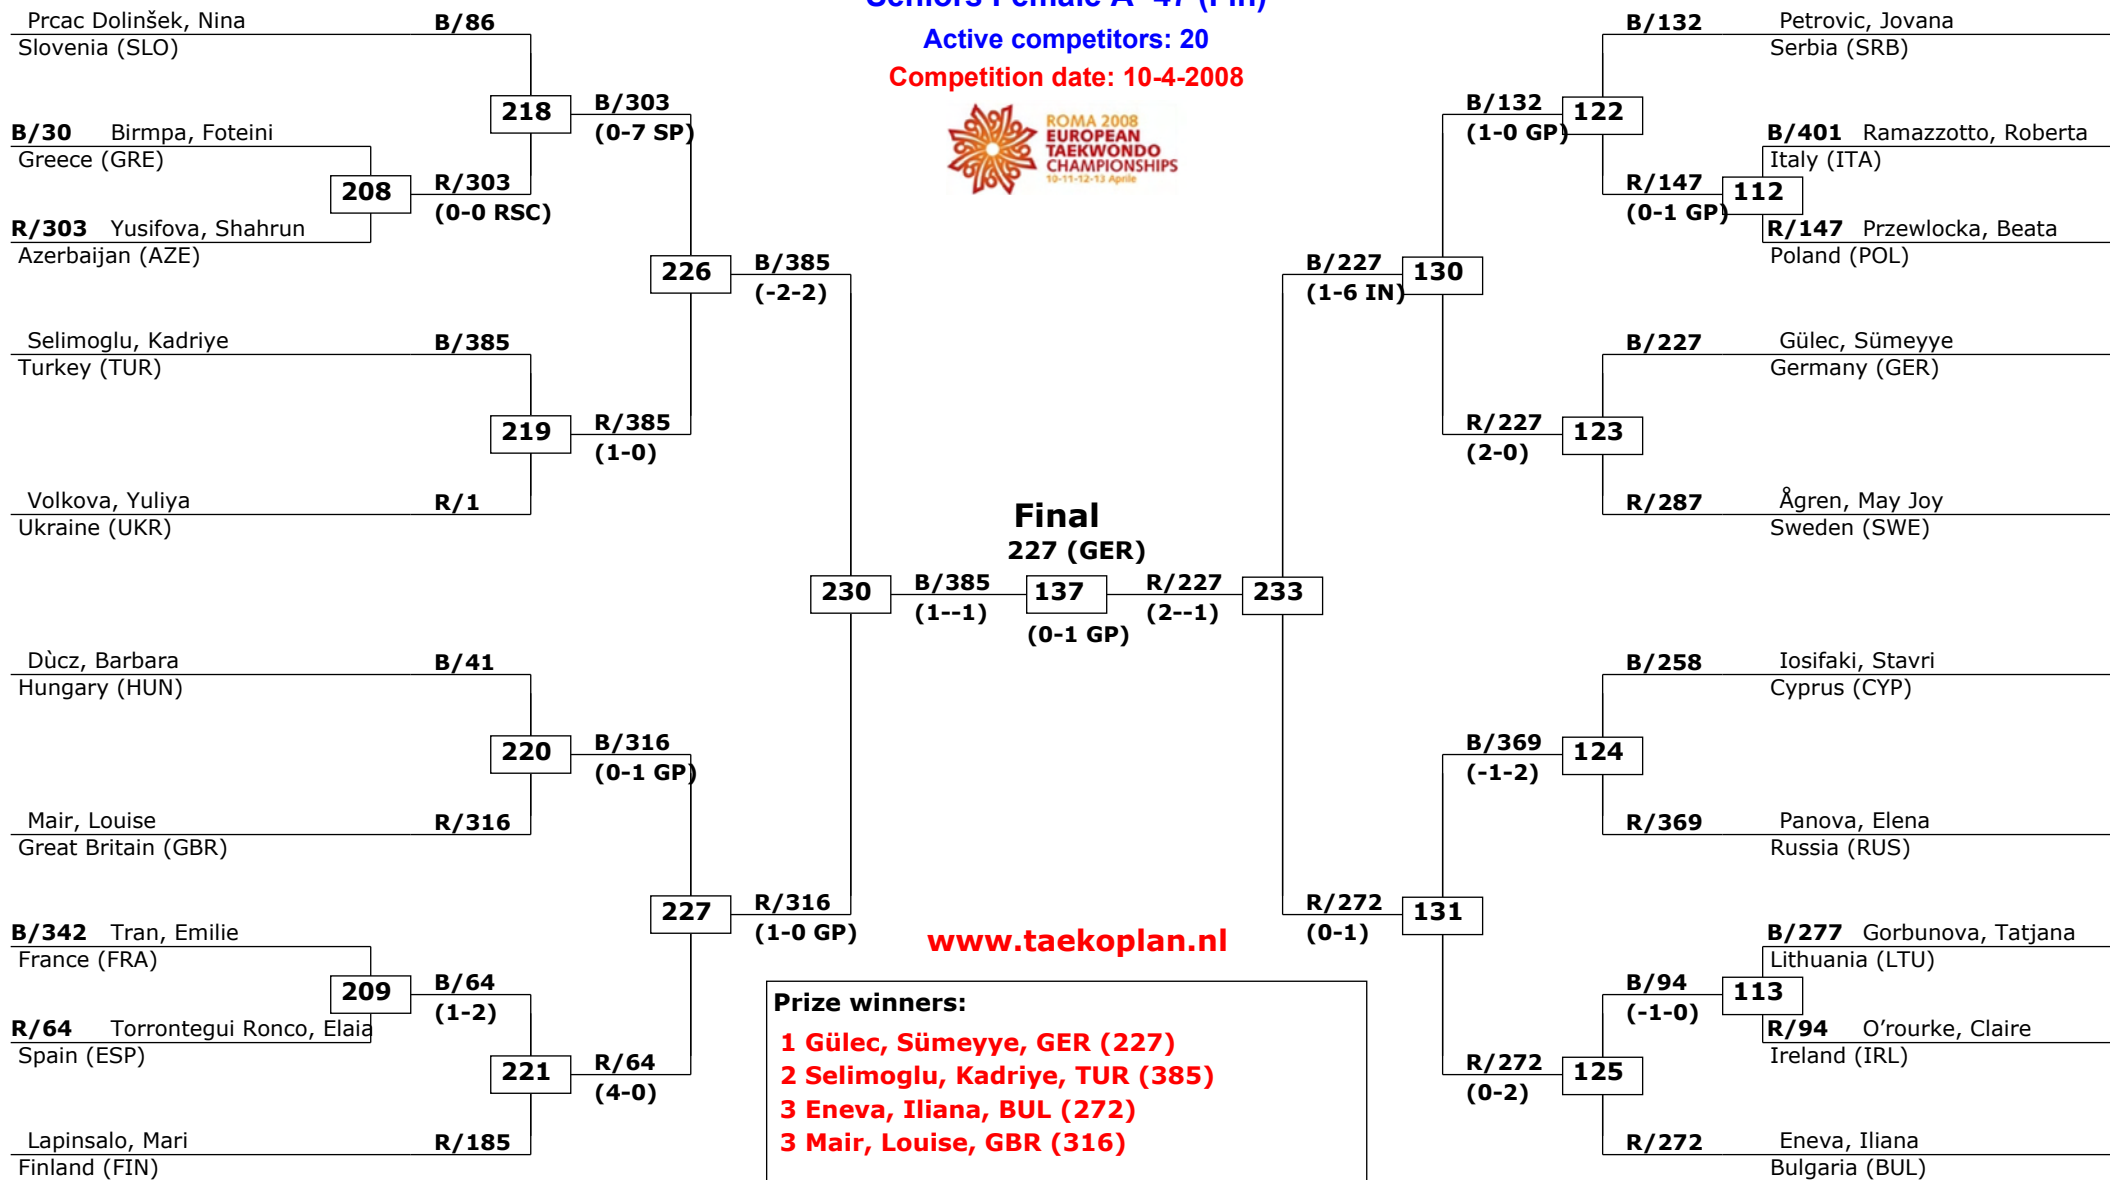 Seniors Female A -47 (Fin)
Active competitors: 20
Competition date: 10-4-2008
ROMA 2008
EUROPEAN
TAEKWONDO
CHAMPIONSHIPS
10-11-12-13 Aprile
Prcac Dolinšek, Nina B/86
Slovenia (SLO)
218
B/303
(0-7 SP)
B/30 Birmpa, Foteini
Greece (GRE)
208
R/303
(0-0 RSC)
R/303 Yusifova, Shahrun
Azerbaijan (AZE)
226
B/385
(-2-2)
Selimoglu, Kadriye B/385
Turkey (TUR)
219
R/385
(1-0)
Volkova, Yuliya R/1
Ukraine (UKR)
230
B/385
(1--1)
Dùcz, Barbara B/41
Hungary (HUN)
220
B/316
(0-1 GP)
Mair, Louise R/316
Great Britain (GBR)
227
R/316
(1-0 GP)
B/342 Tran, Emilie
France (FRA)
209
B/64
(1-2)
R/64 Torrontegui Ronco, Elaia
Spain (ESP)
221
R/64
(4-0)
Lapinsalo, Mari R/185
Finland (FIN)
Final
227 (GER)
137
(0-1 GP)
R/227
(2--1)
233
B/132 Petrovic, Jovana
Serbia (SRB)
B/132
(1-0 GP)
122
B/401 Ramazzotto, Roberta
Italy (ITA)
R/147
(0-1 GP)
112
R/147 Przewlocka, Beata
Poland (POL)
B/227
(1-6 IN)
130
B/227 Gülec, Sümeyye
Germany (GER)
R/227
(2-0)
123
R/287 Ågren, May Joy
Sweden (SWE)
B/258 Iosifaki, Stavri
Cyprus (CYP)
B/369
(-1-2)
124
R/369 Panova, Elena
Russia (RUS)
R/272
(0-1)
131
B/277 Gorbunova, Tatjana
Lithuania (LTU)
B/94
(-1-0)
113
R/94 O’rourke, Claire
Ireland (IRL)
R/272
(0-2)
125
R/272 Eneva, Iliana
Bulgaria (BUL)
www.taekoplan.nl
Prize winners:
1 Gülec, Sümeyye, GER (227)
2 Selimoglu, Kadriye, TUR (385)
3 Eneva, Iliana, BUL (272)
3 Mair, Louise, GBR (316)